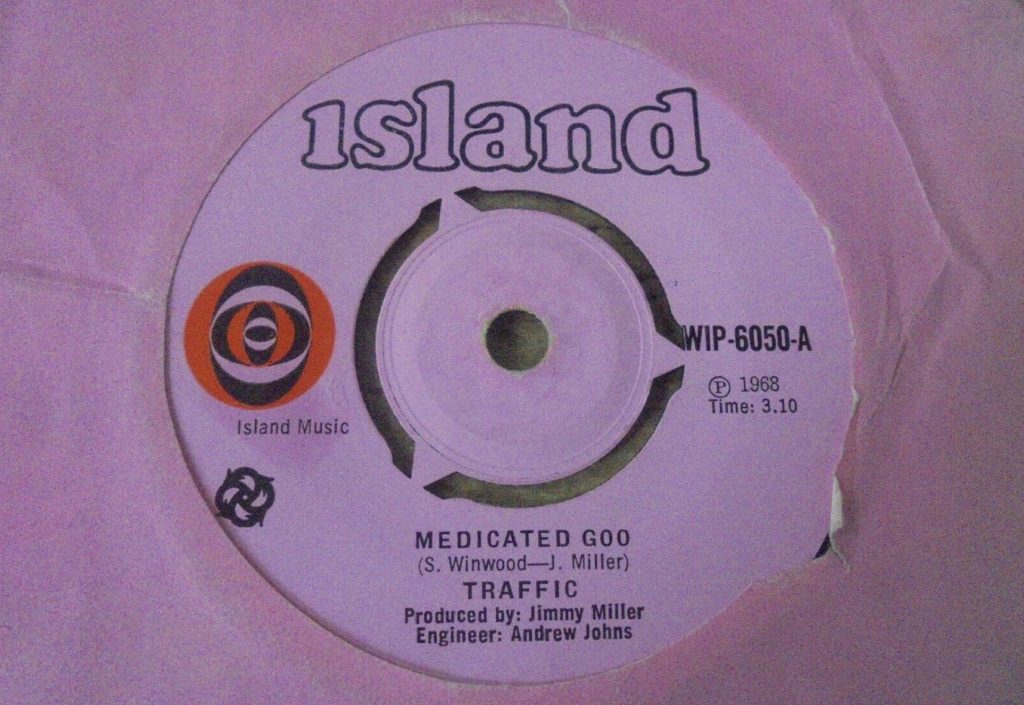 island
WIP-6050-A
Ⓟ 1968
Time: 3.10
Island Music
MEDICATED GOO
(S. Winwood—J. Miller)
TRAFFIC
Produced by: Jimmy Miller
Engineer: Andrew Johns